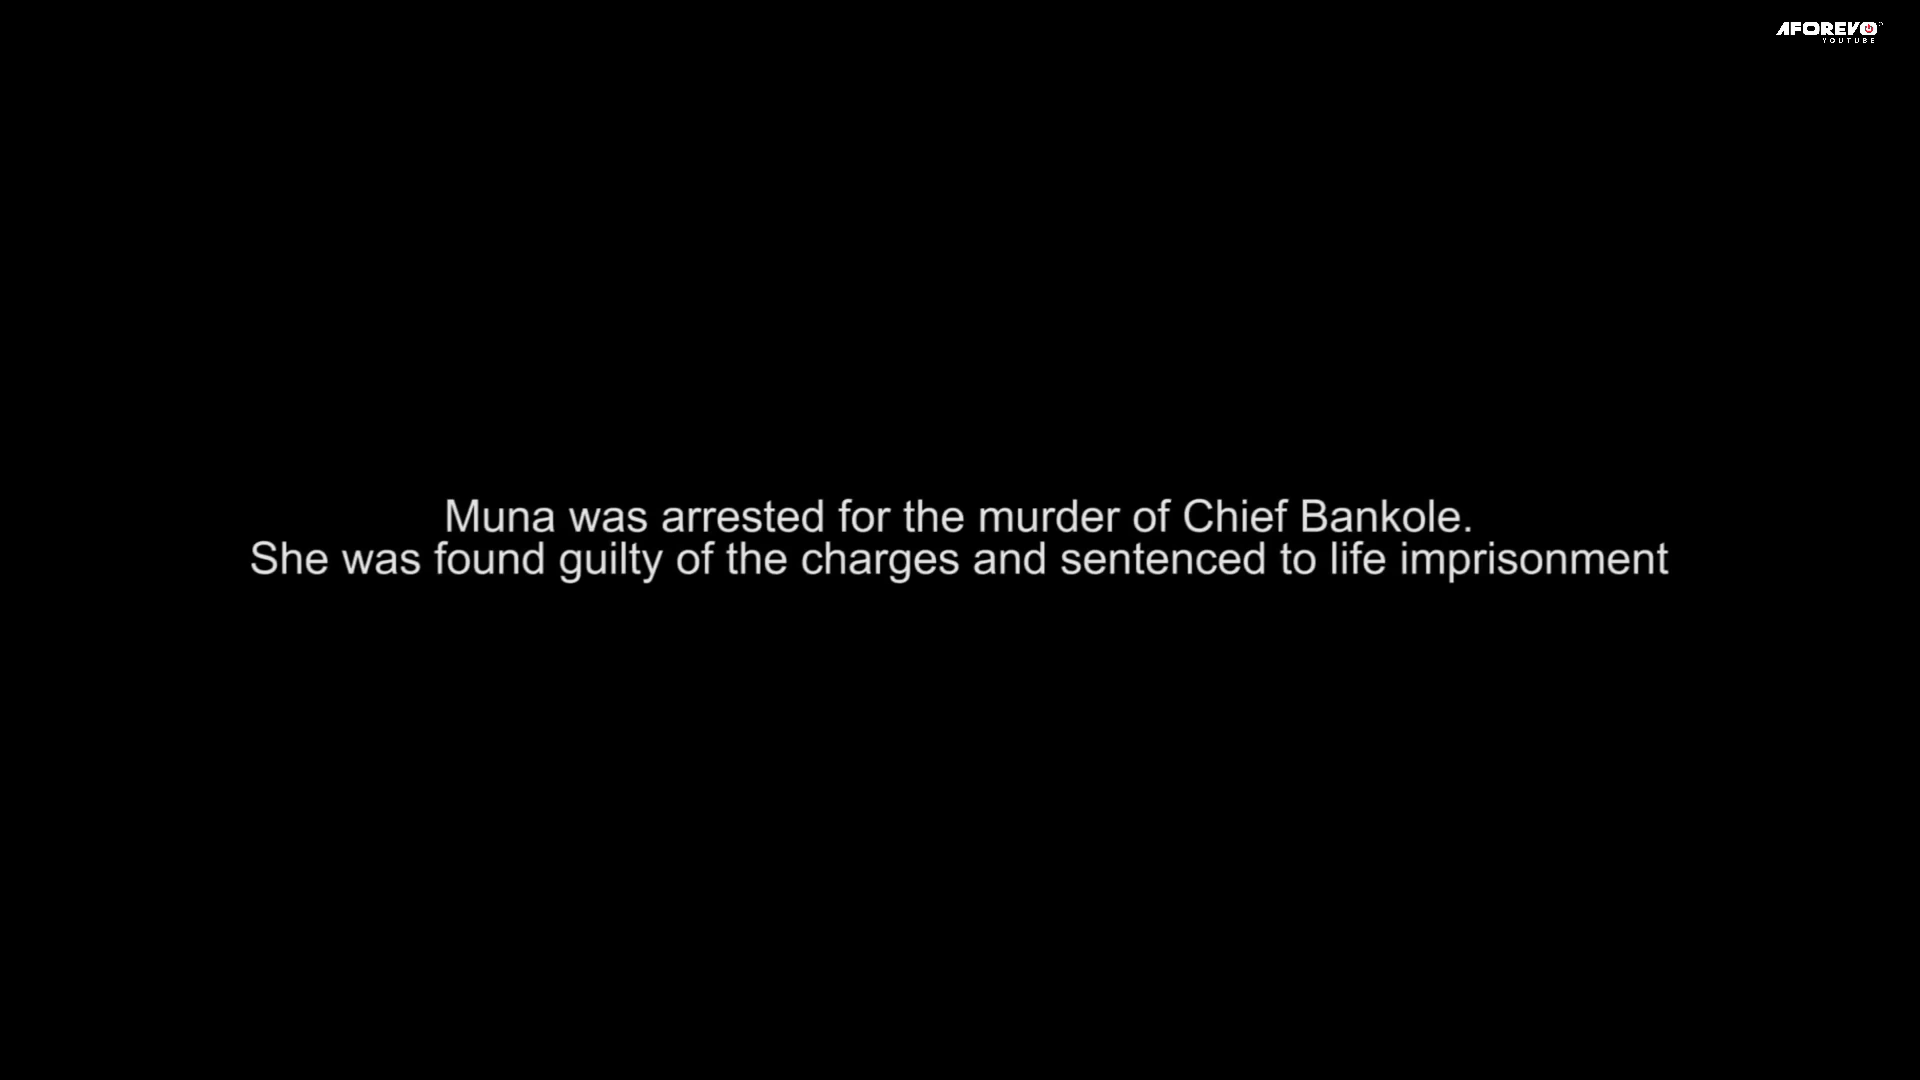 AFOREVO
YOUTUBE
Muna was arrested for the murder of Chief Bankole.
She was found guilty of the charges and sentenced to life imprisonment